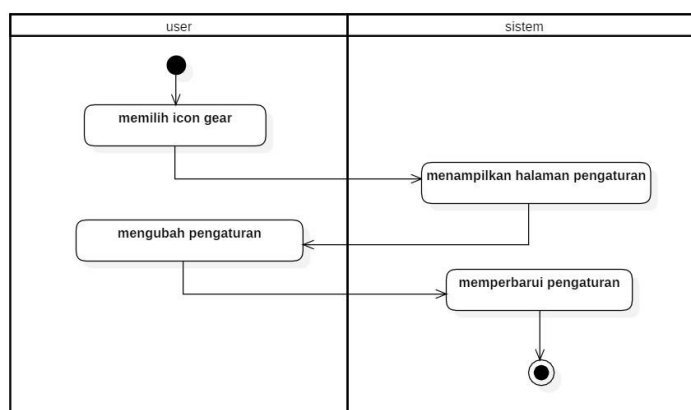 user
sistem
memilih icon gear
menampilkan halaman pengaturan
mengubah pengaturan
memperbarui pengaturan